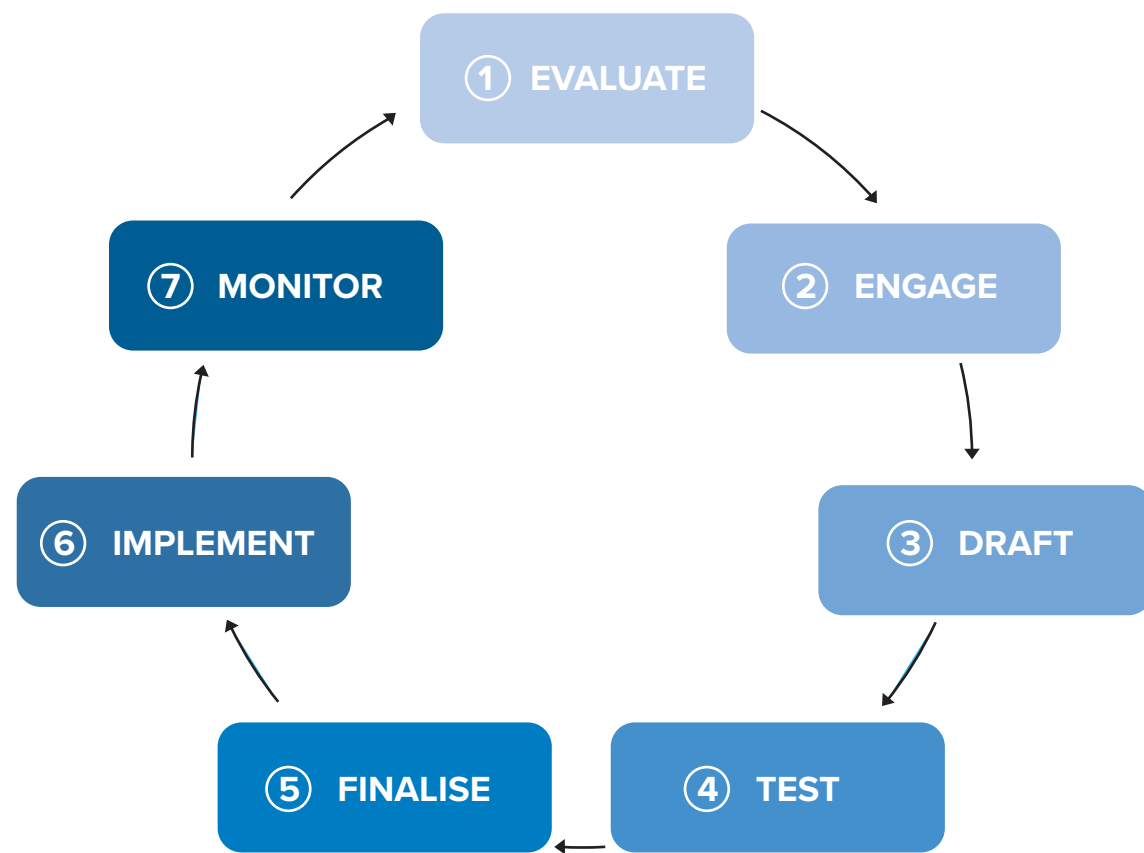 1 EVALUATE
2 ENGAGE
3 DRAFT
4 TEST
5 FINALISE
6 IMPLEMENT
7 MONITOR